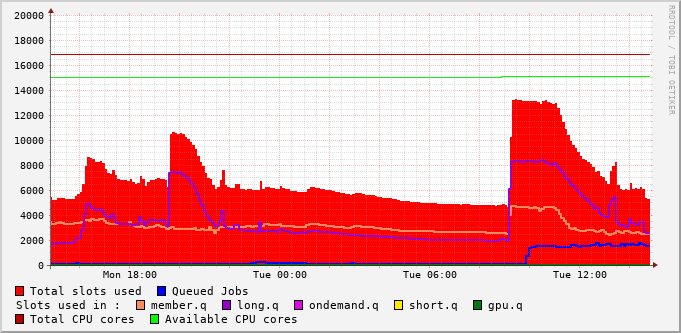 RRDTOOL / TOBI OETIKER
20000
18000
16000
14000
12000
10000
8000
6000
4000
2000
0
Mon 18:00 Tue 00:00 Tue 06:00 Tue 12:00
Total slots used Queued Jobs
Slots used in : member.q long.q ondemand.q short.q gpu.q
Total CPU cores Available CPU cores